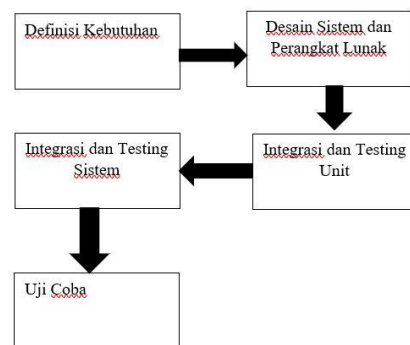 Definisi Kebutuhan
Desain Sistem dan
Perangkat Lunak
Integrasi dan Testing
Unit
Integrasi dan Testing
Sistem
Uji Coba